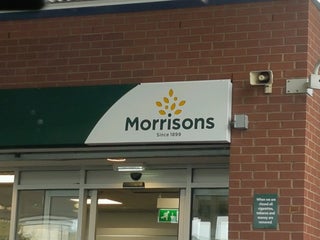 Morrisons
Since 1899
When we are
closed all
cigarettes,
tobacco and
money are
removed